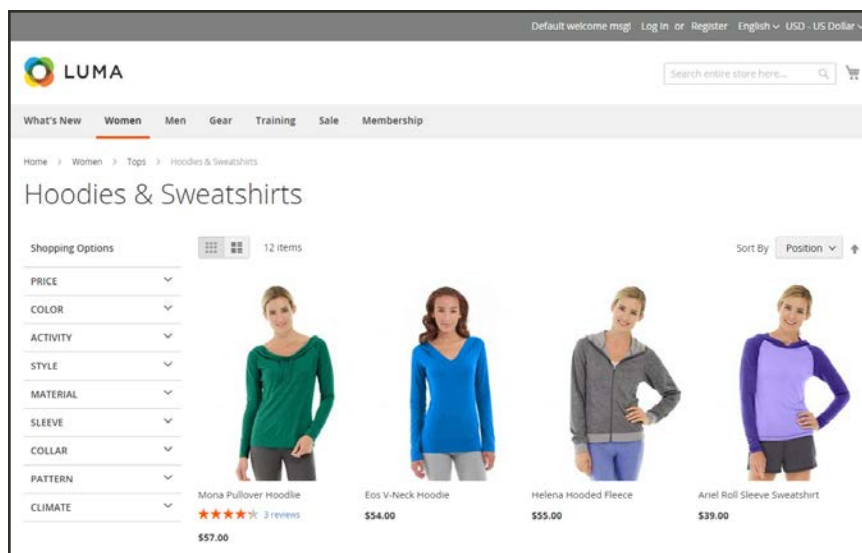 Default welcome msg! Log In or Register English USD - US Dollar
LUMA
Search entire store here...
What's New Women Men Gear Training Sale Membership
Home > Women > Tops > Hoodies & Sweatshirts
Hoodies & Sweatshirts
Shopping Options
12 items
Sort By Position
PRICE
COLOR
ACTIVITY
STYLE
MATERIAL
SLEEVE
COLLAR
PATTERN
CLIMATE
Mona Pullover Hoodlie
3 reviews
$57.00
Eos V-Neck Hoodie
$54.00
Helena Hooded Fleece
$55.00
Ariel Roll Sleeve Sweatshirt
$39.00